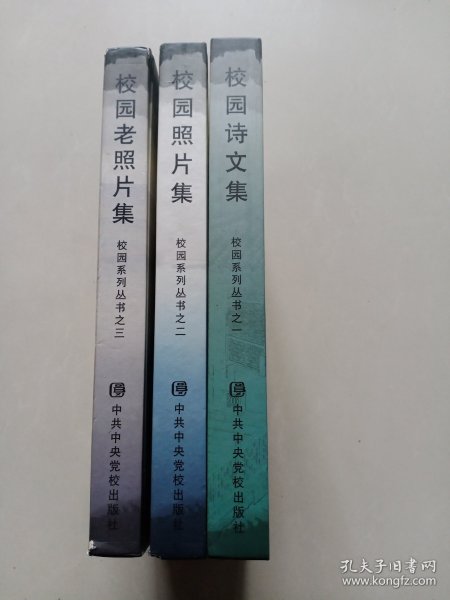 校园老照片集
校园系列丛书之三
中共中央党校出版社
校园照片集
校园系列丛书之二
中共中央党校出版社
校园诗文集
校园系列丛书之一
中共中央党校出版社
孔夫子旧书网
www.kongfz.com